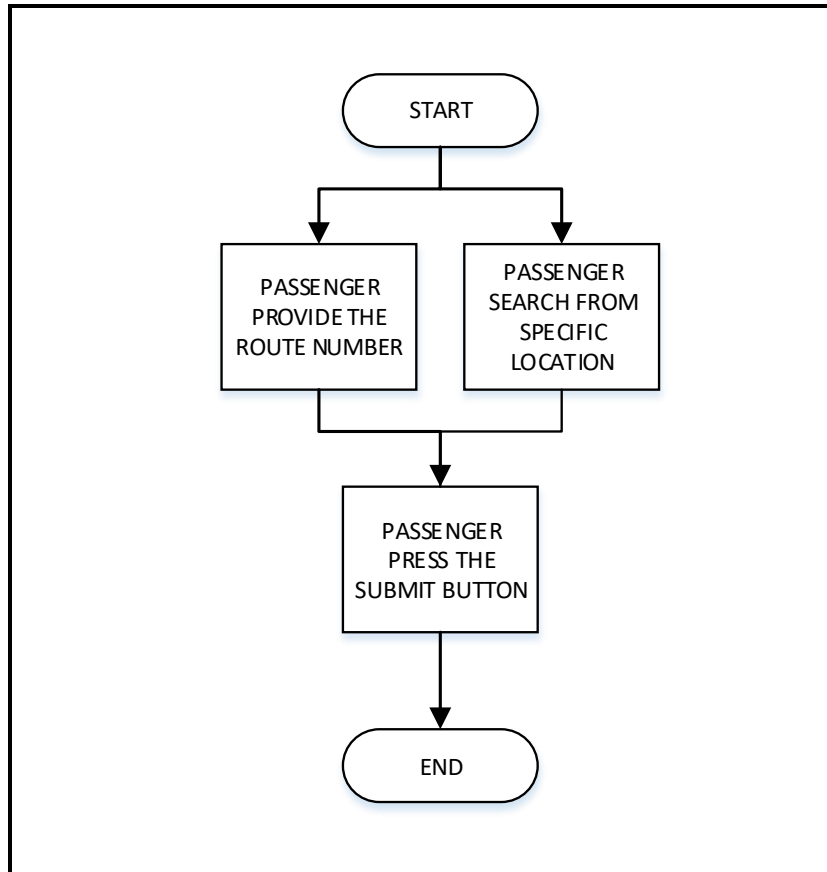 START
PASSENGER
PROVIDE THE
ROUTE NUMBER
PASSENGER
SEARCH FROM
SPECIFIC
LOCATION
PASSENGER
PRESS THE
SUBMIT BUTTON
END